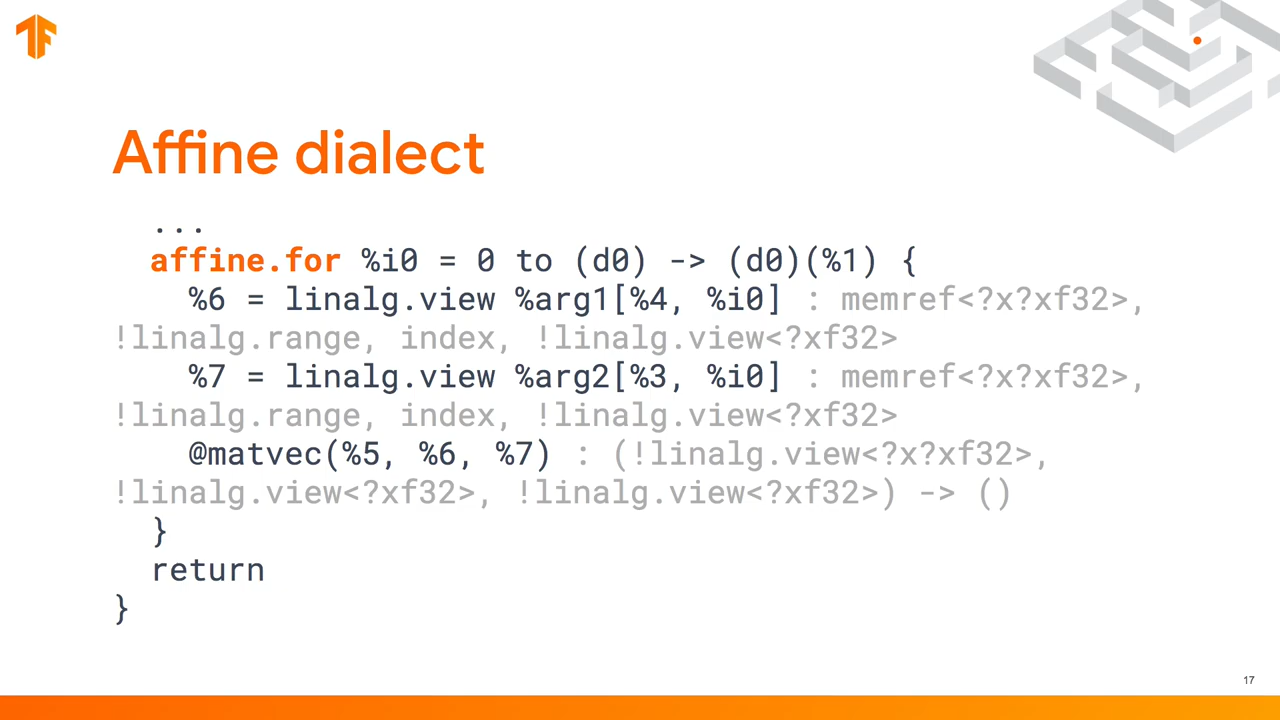 Affine dialect
...
affine.for %i0 = 0 to (d0) -> (d0)(%1) {
%6 = linalg.view %arg1[%4, %i0] : memref<?x?xf32>,
!linalg.range, index, !linalg.view<?xf32>
%7 = linalg.view %arg2[%3, %i0] : memref<?x?xf32>,
!linalg.range, index, !linalg.view<?xf32>
@matvec(%5, %6, %7) : (!linalg.view<?x?xf32>,
!linalg.view<?xf32>, !linalg.view<?xf32>) -> ()
}
return
}
17